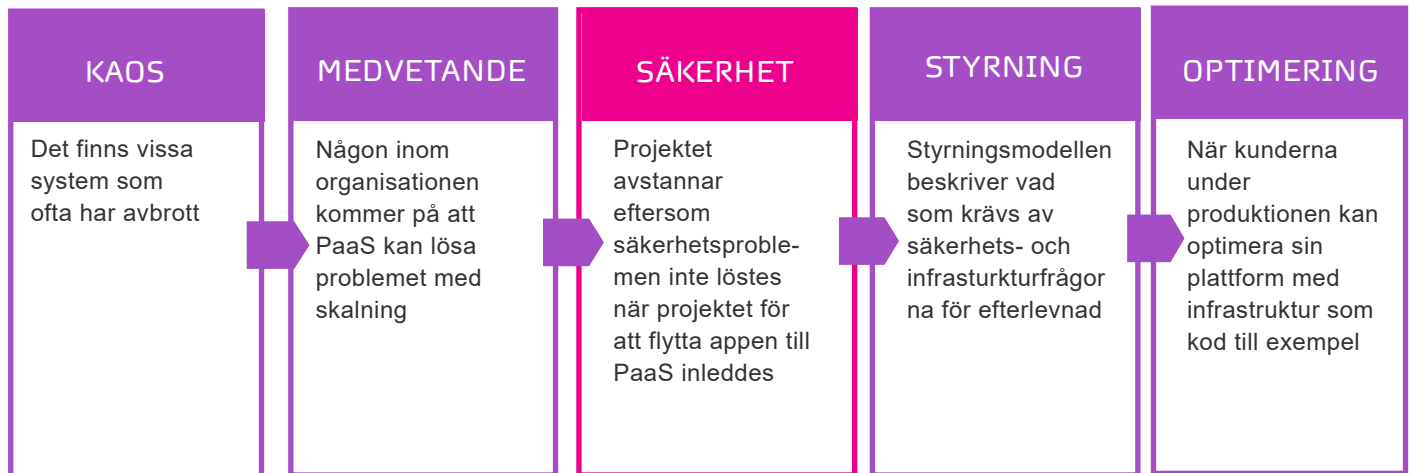 KAOS
Det finns vissa
system som
ofta har avbrott
MEDVETANDE
Någon inom
organisationen
kommer på att
PaaS kan lösa
problemet med
skalning
SÄKERHET
Projektet
avstannar
eftersom
säkerhetsproble-
men inte löstes
när projektet för
att flytta appen till
PaaS inleddes
STYRNING
Styrningsmodellen
beskriver vad
som krävs av
säkerhets- och
infrasturkturfrågor
na för efterlevnad
OPTIMERING
När kunderna
under
produktionen kan
optimera sin
plattform med
infrastruktur som
kod till exempel